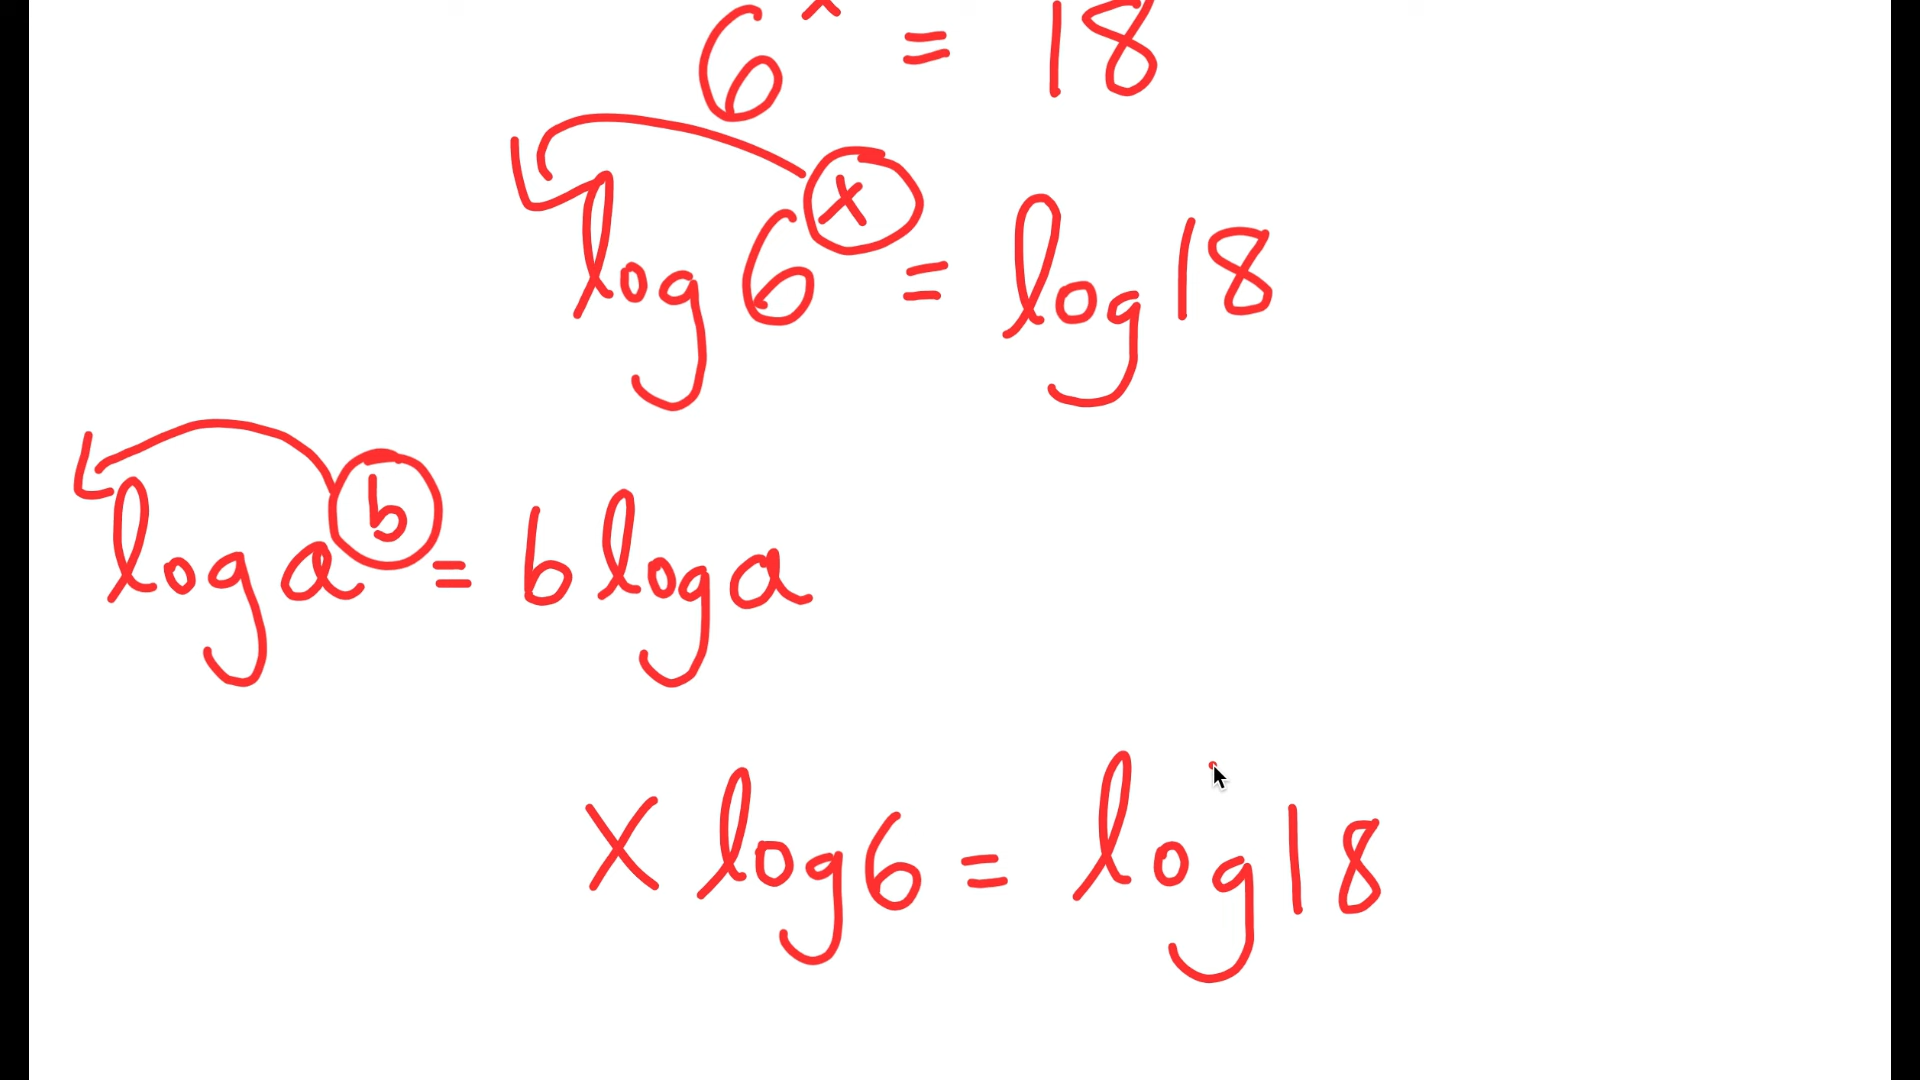 6^x = 18
log 6^x = log 18
log a^b = b log a
x log 6 = log 18